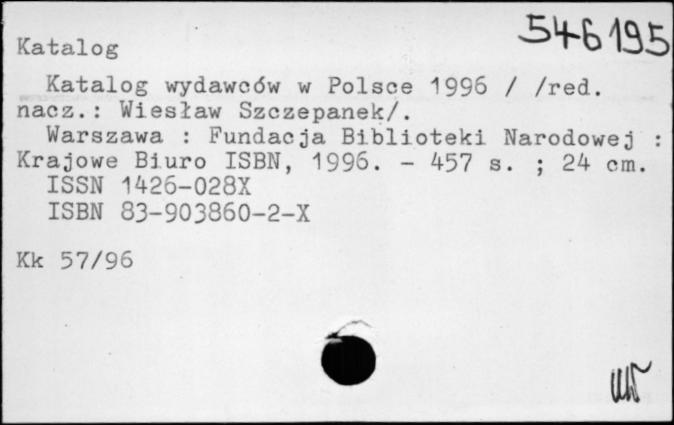 546195
Katalog
Katalog wydawców w Polsce 1996 / /red.
nacz.: Wiesław Szczepanek/.
Warszawa : Fundacja Biblioteki Narodowej :
Krajowe Biuro ISBN, 1996. - 457 s. ; 24 cm.
ISSN 1426-028X
ISBN 83-903860-2-X
Kk 57/96